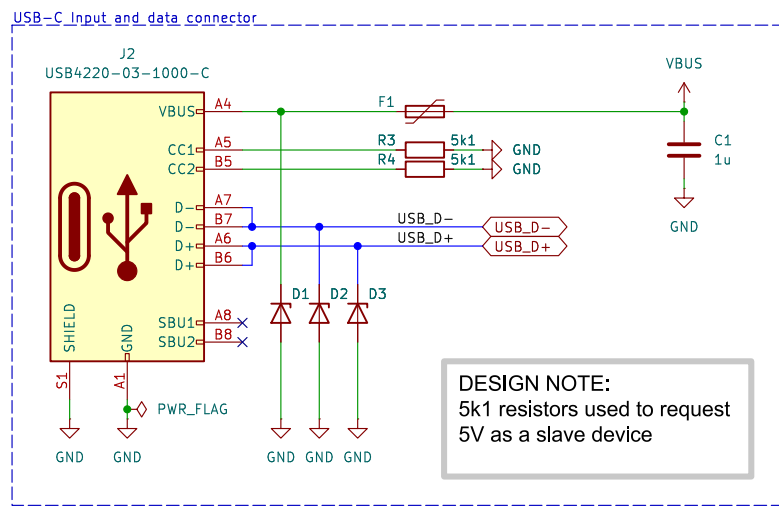 USB-C Input and data connector
J2
USB4220-03-1000-C
VBUS
VBUS A4
F1
C1
1u
CC1 A5
R3 5k1 GND
CC2 B5
R4 5k1 GND
GND
D- A7
D- B7
USB_D- USB_D-
D+ A6
USB_D+ USB_D+
D+ B6
D1 D2 D3
SBU1 A8
SBU2 B8
SHIELD
GND
S1
A1
PWR_FLAG
GND GND GND GND GND
DESIGN NOTE:
5k1 resistors used to request
5V as a slave device